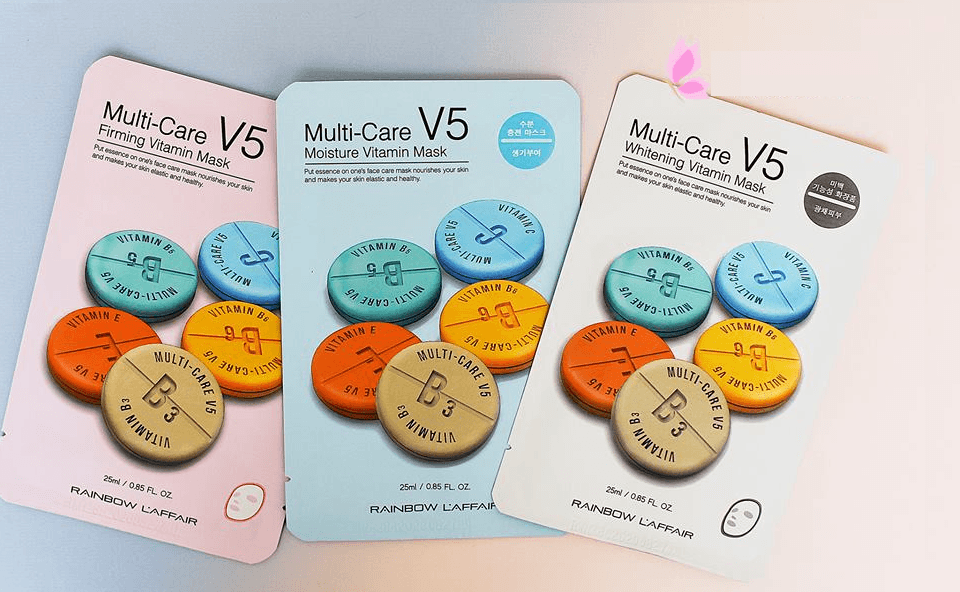 Multi-Care V5
Firming Vitamin Mask
Put essence on one's face care mask nourishes your skin
and makes your skin elastic and healthy.
VITAMIN B5
B5
MULTI-CARE V5
MULTI-CARE V5
C
VITAMIN E
E
VITAMIN B6
B6
MULTI-CARE V5
B3
VITAMIN B3
25ml / 0.85 FL. OZ.
RAINBOW L'AFFAIR
Multi-Care V5
Moisture Vitamin Mask
Put essence on one's face care mask nourishes your skin
and makes your skin elastic and healthy.
수분
충전 마스크
생기부여
VITAMIN B5
B5
MULTI-CARE V5
VITAMIN C
C
MULTI-CARE V5
VITAMIN E
E
VITAMIN B6
B6
MULTI-CARE V5
B3
VITAMIN B3
25ml / 0.85 FL. OZ.
RAINBOW L'AFFAIR
Multi-Care V5
Whitening Vitamin Mask
Put essence on one's face care mask nourishes your skin
and makes your skin elastic and healthy.
미백
기능성 화장품
광채피부
VITAMIN B5
B5
MULTI-CARE V5
VITAMIN C
C
MULTI-CARE V5
VITAMIN E
E
VITAMIN B6
B6
MULTI-CARE V5
MULTI-CARE V5
B3
VITAMIN B3
25ml / 0.85 FL. OZ.
RAINBOW L'AFFAIR